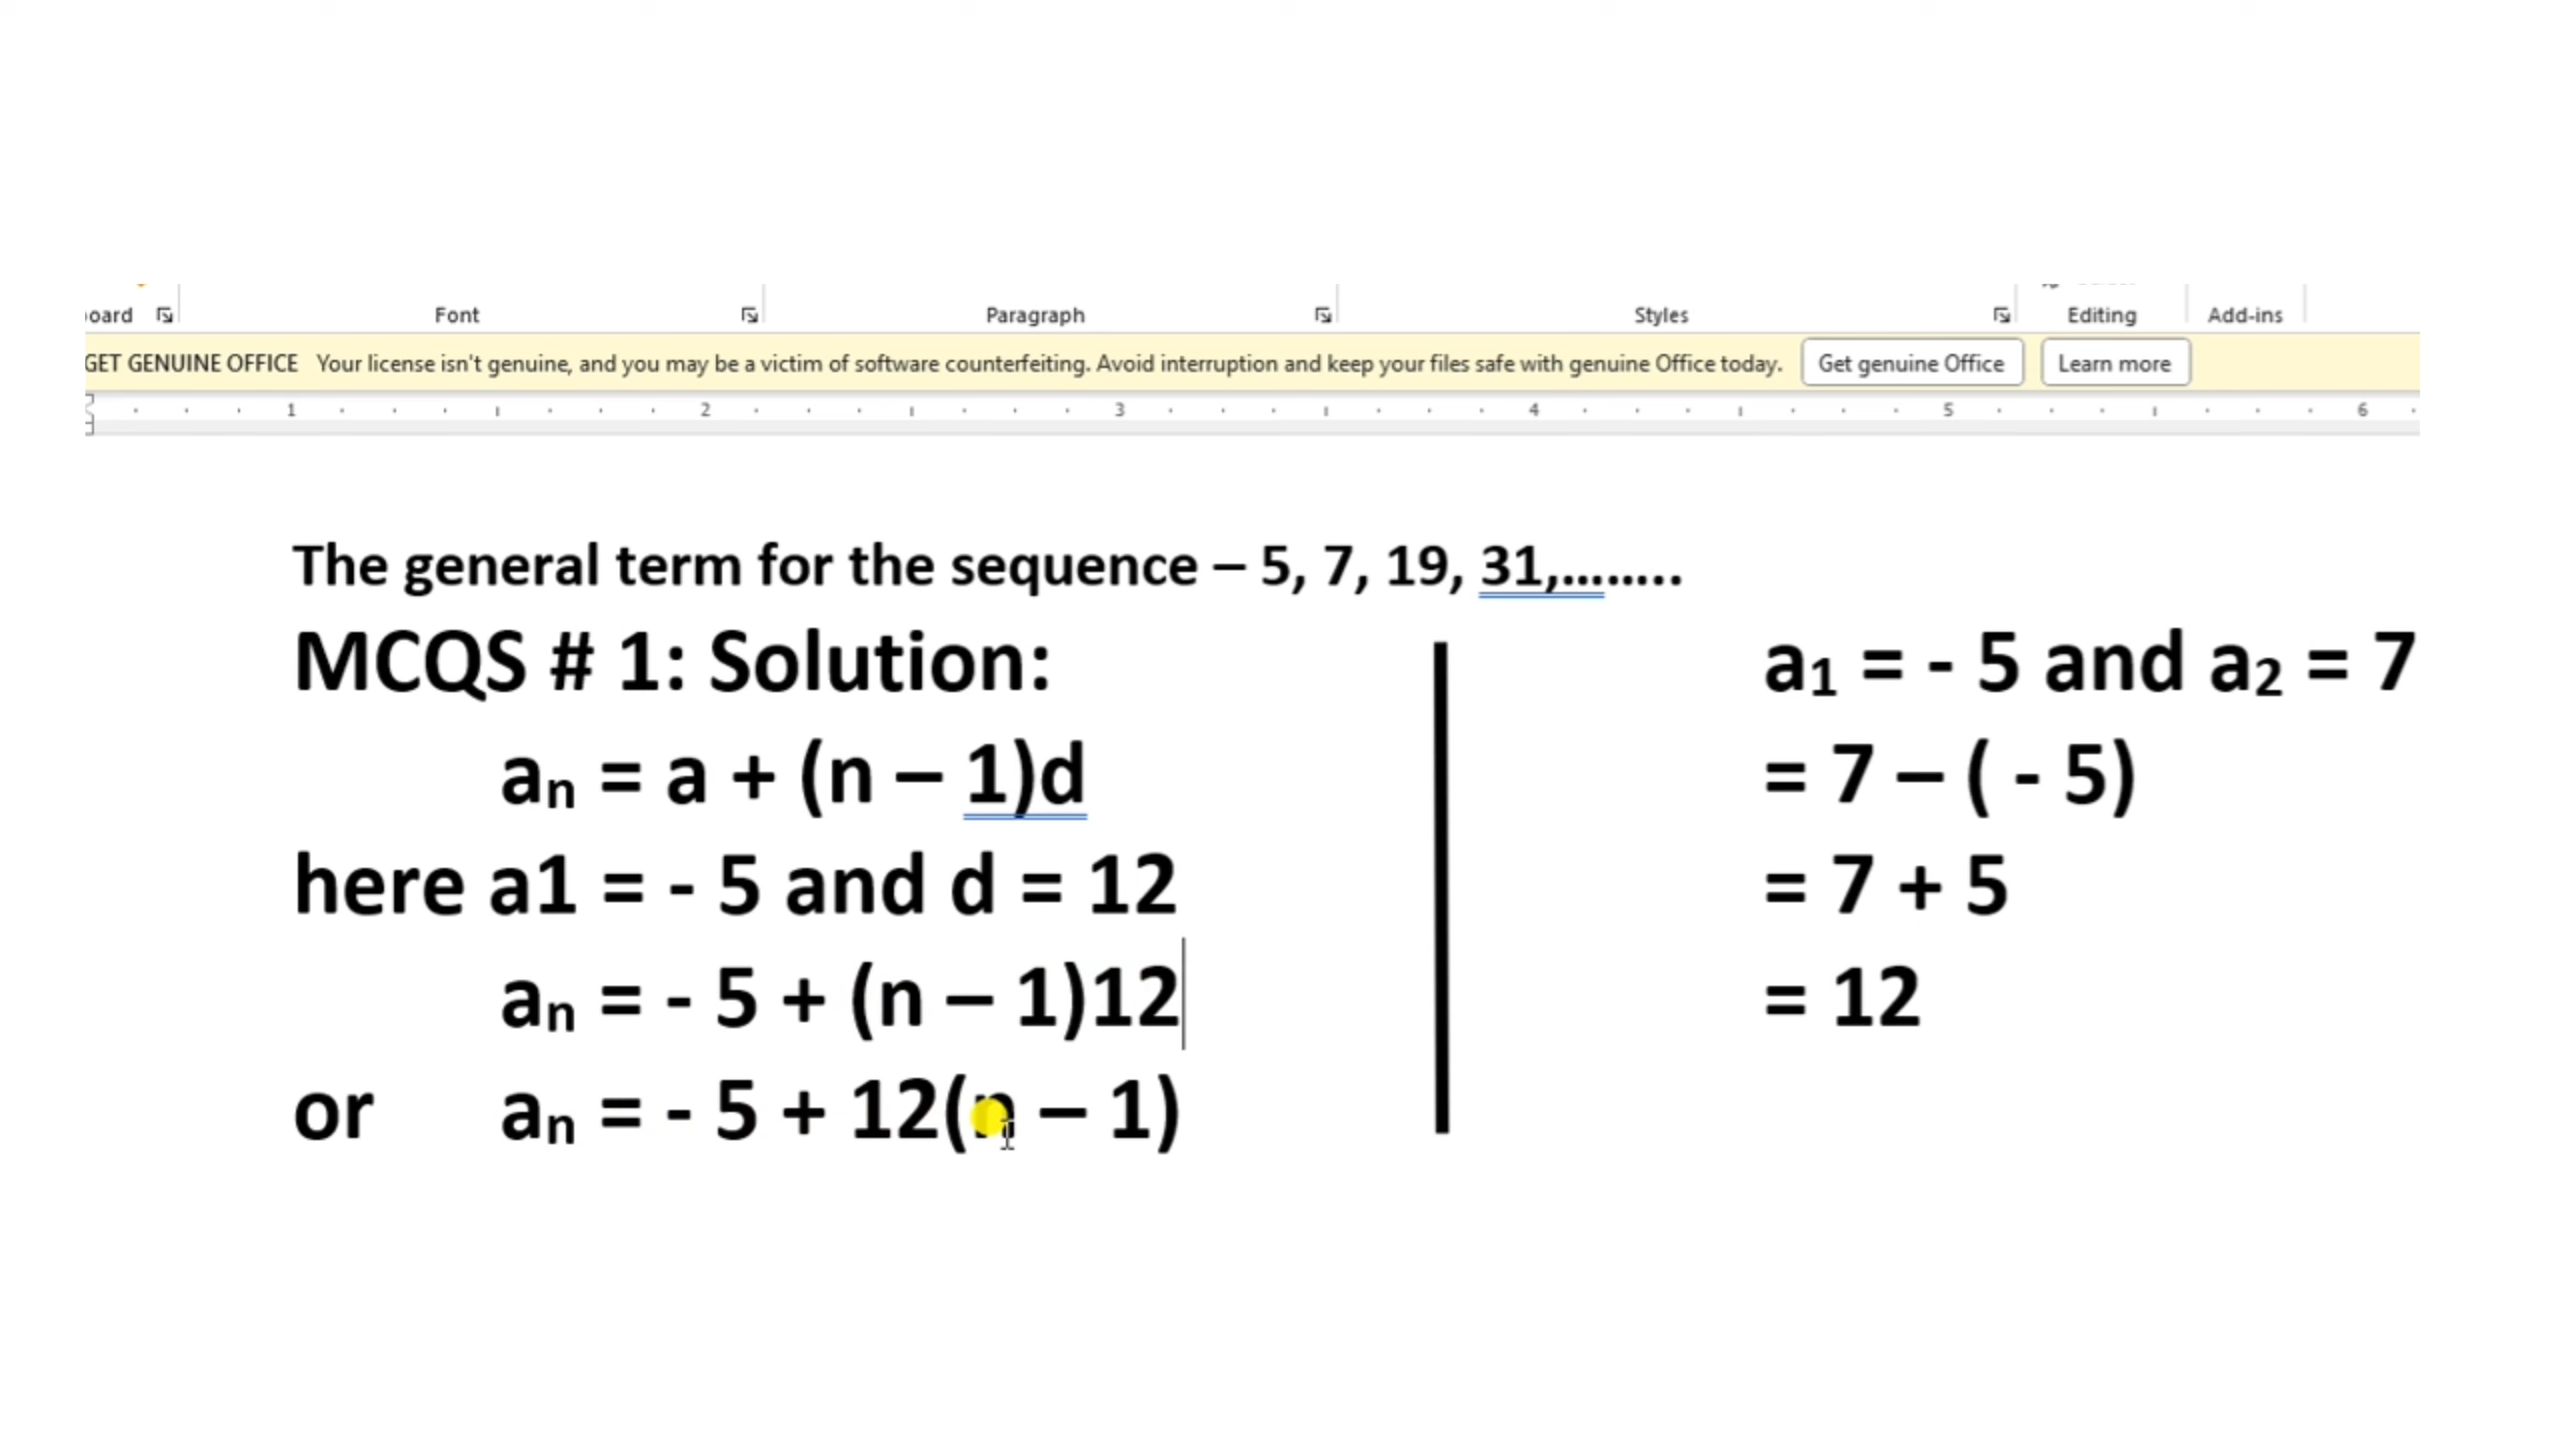 oard Font Paragraph Styles Editing Add-ins
GET GENUINE OFFICE Your license isn't genuine, and you may be a victim of software counterfeiting. Avoid interruption and keep your files safe with genuine Office today. Get genuine Office Learn more
1 2 3 4 5 6
The general term for the sequence – 5, 7, 19, 31,........
MCQS # 1: Solution:
an = a + (n – 1)d
here a1 = - 5 and d = 12
an = - 5 + (n – 1)12
or an = - 5 + 12(n – 1)
a1 = - 5 and a2 = 7
= 7 – ( - 5)
= 7 + 5
= 12